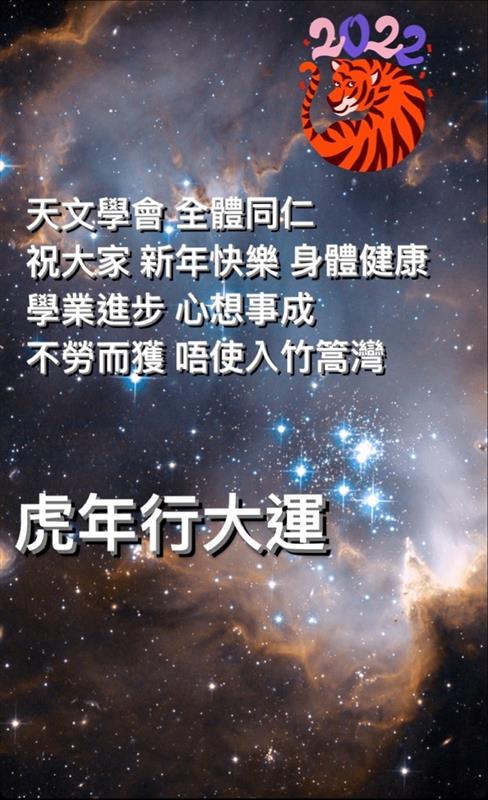 2022
天文學會 全體同仁
祝大家 新年快樂 身體健康
學業進步 心想事成
不勞而獲 唔使入竹篙灣
虎年行大運